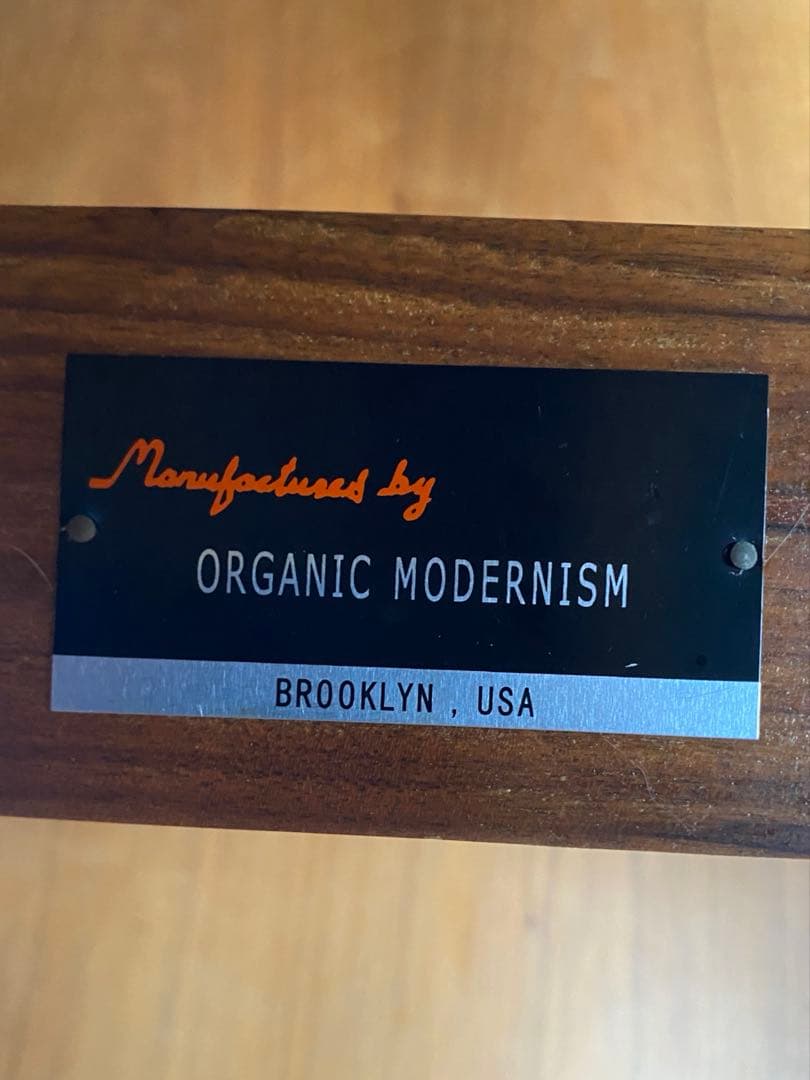 Manufactured by
ORGANIC MODERNISM
BROOKLYN , USA